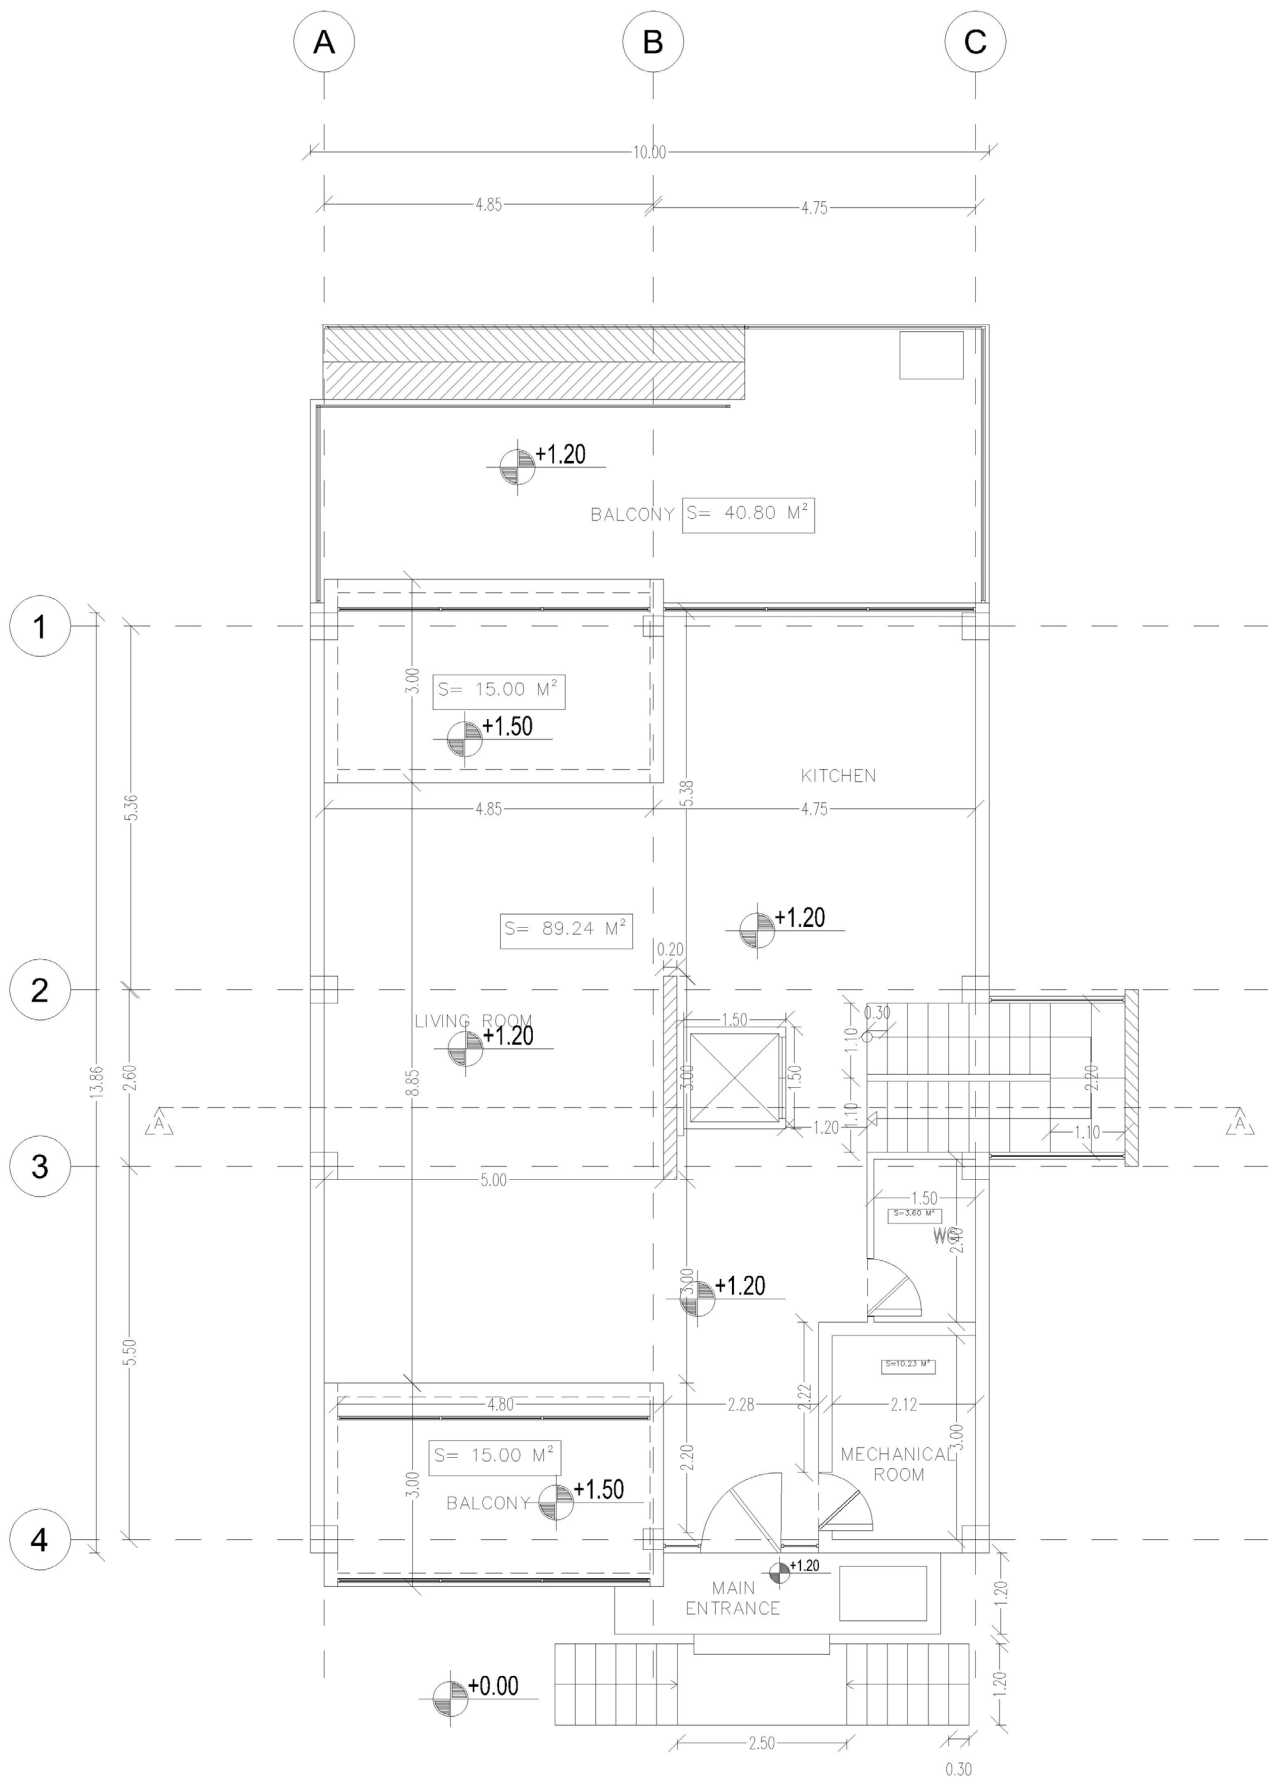 A B C
10.00
4.85 4.75
+1.20
BALCONY S= 40.80 M²
1
3.00
S= 15.00 M²
+1.50
KITCHEN
5.38
5.36
4.85 4.75
+1.20
S= 89.24 M²
0.20
2
LIVING ROOM
+1.20
1.50
0.30
1.10
13.86
2.60
8.85
3.00
1.50
2.20
A A
1.20
1.10
1.10
3
5.00
1.50
S=3.60 M²
WC
2.40
3.00
+1.20
5.50
S=10.23 M²
4.80 2.28 2.22 2.12
3.00
S= 15.00 M²
2.20
MECHANICAL
ROOM
3.00
BALCONY
+1.50
4
+1.20
MAIN
ENTRANCE
1.20
+0.00
1.20
2.50
0.30